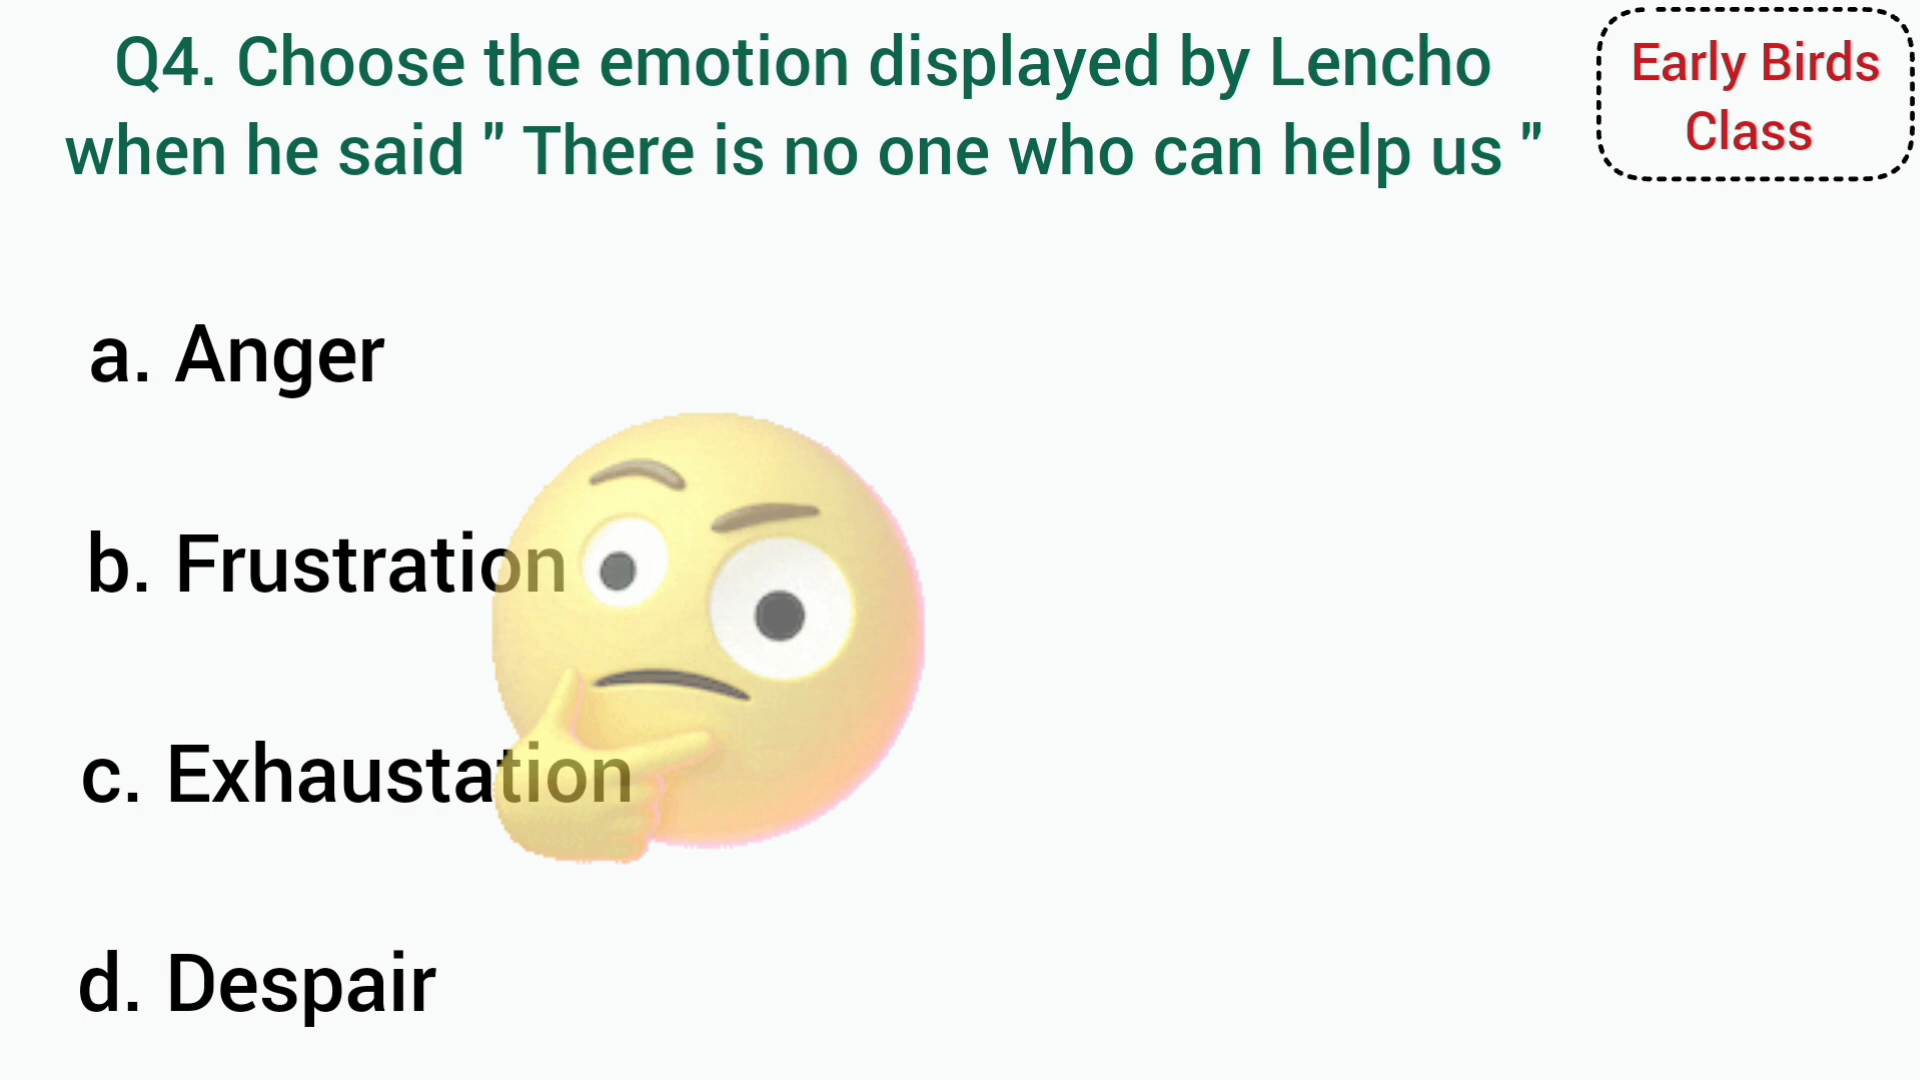 Q4. Choose the emotion displayed by Lencho
when he said " There is no one who can help us "
Early Birds
Class
a. Anger
b. Frustration
c. Exhaustation
d. Despair